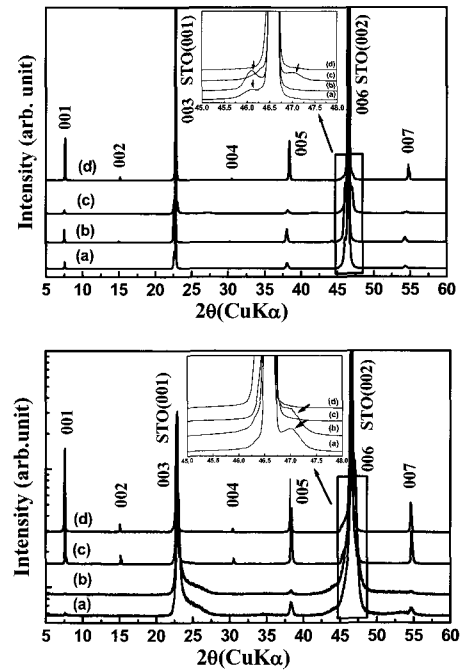 Intensity (arb. unit)
001
002
003 STO(001)
004
005
006 STO(002)
007
(d)
(c)
(b)
(a)
(d)
(c)
(b)
(a)
45.0 45.5 46.0 46.5 47.0 47.5 48.0
5 10 15 20 25 30 35 40 45 50 55 60
2θ(CuKα)
Intensity (arb.unit)
001
002
003 STO(001)
004
005
006 STO(002)
007
(d)
(c)
(b)
(a)
(d)
(c)
(b)
(a)
45.0 45.5 46.0 46.5 47.0 47.5 48.0
5 10 15 20 25 30 35 40 45 50 55 60
2θ(CuKα)